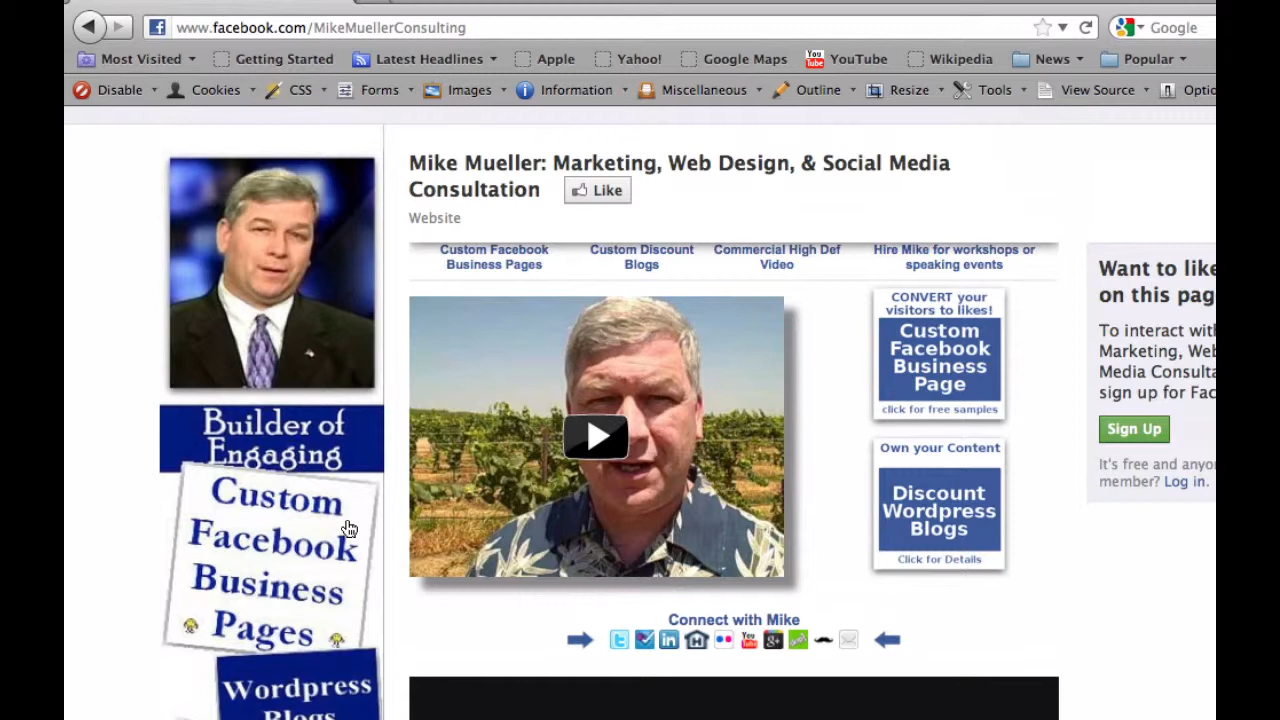 www.facebook.com/MikeMuellerConsulting
Google
Most Visited
Getting Started
Latest Headlines
Apple
Yahoo!
Google Maps
YouTube
Wikipedia
News
Popular
Disable
Cookies
CSS
Forms
Images
Information
Miscellaneous
Outline
Resize
Tools
View Source
Optio
Mike Mueller: Marketing, Web Design, & Social Media
Consultation
Like
Website
Custom Facebook
Business Pages
Custom Discount
Blogs
Commercial High Def
Video
Hire Mike for workshops or
speaking events
CONVERT your
visitors to likes!
Custom
Facebook
Business
Page
click for free samples
Own your Content
Discount
Wordpress
Blogs
Click for Details
Connect with Mike
Builder of
Engaging
Custom
Facebook
Business
Pages
Wordpress
Blogs
Want to like
on this pag
To interact with
Marketing, Web
Media Consulta
sign up for Fac
Sign Up
It's free and anyo
member? Log in.